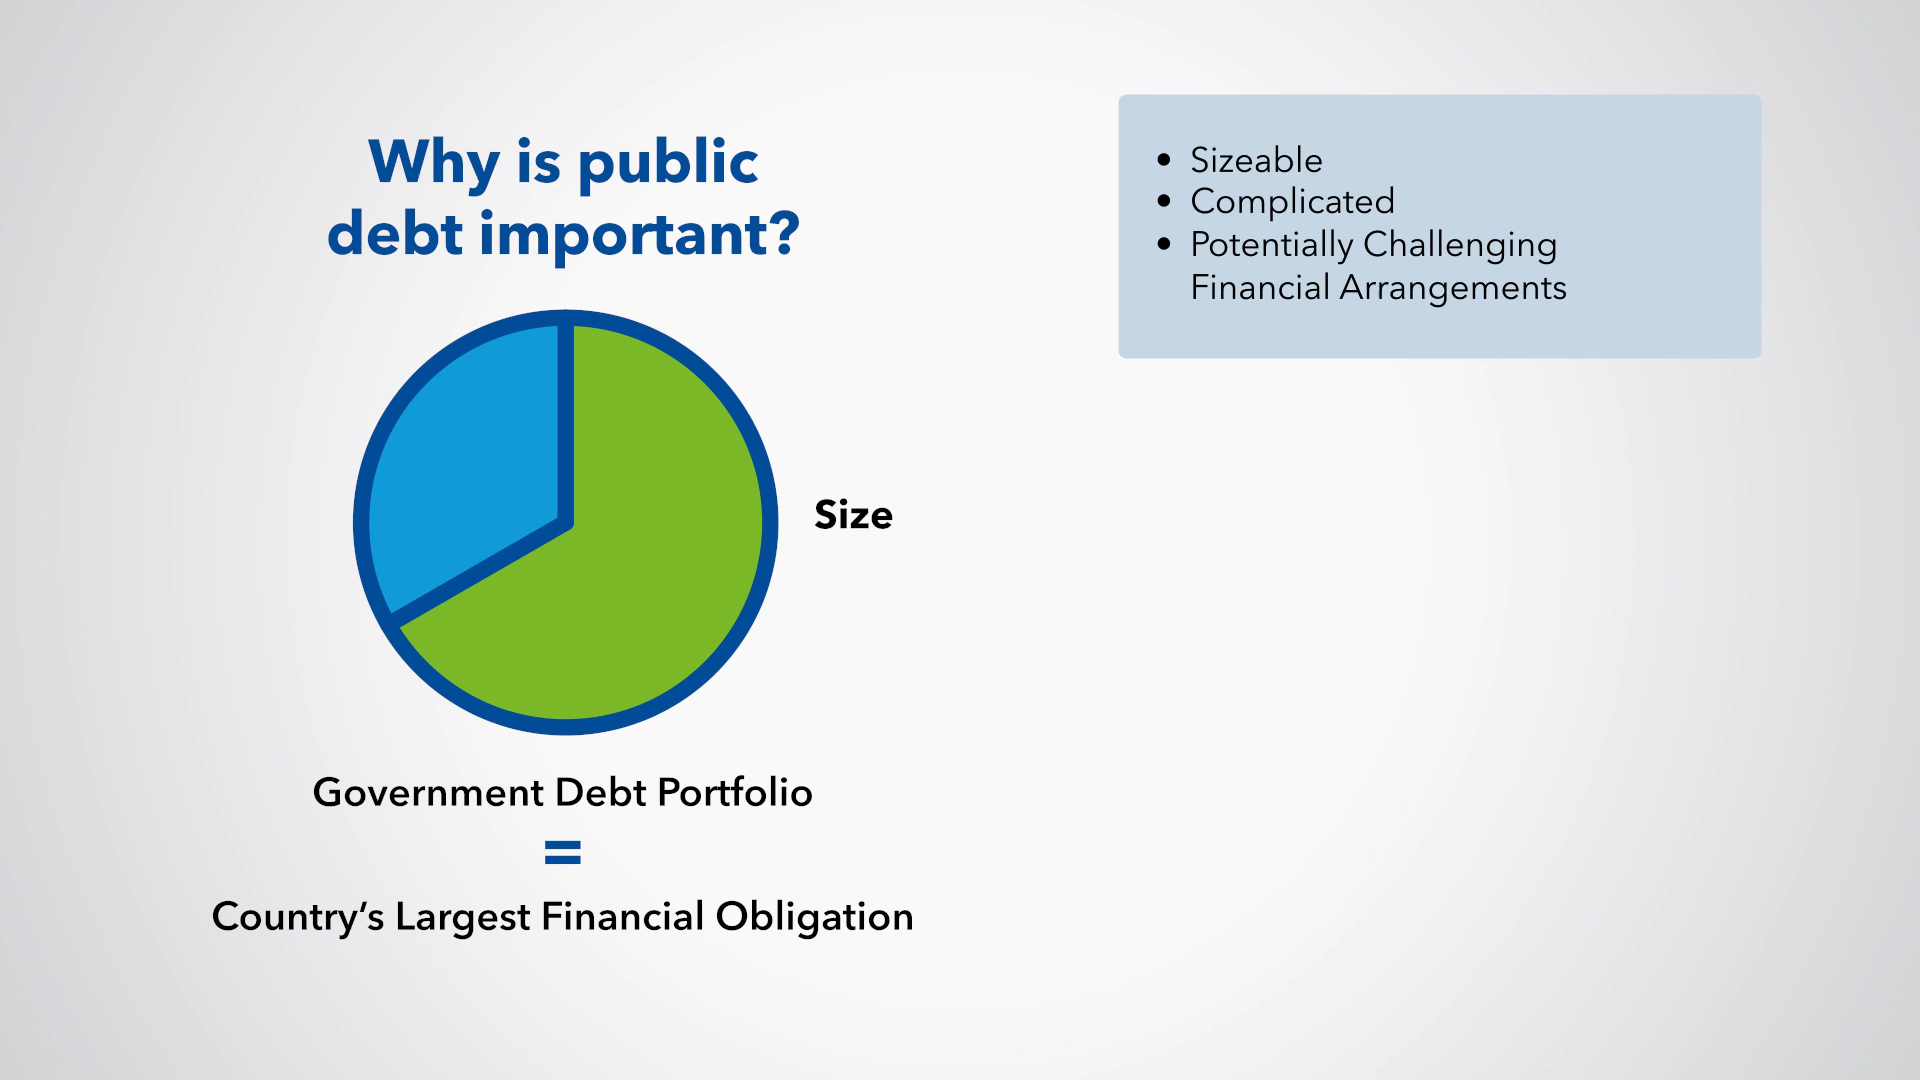 Why is public
debt important?
Size
Government Debt Portfolio
=
Country’s Largest Financial Obligation
• Sizeable
• Complicated
• Potentially Challenging
Financial Arrangements